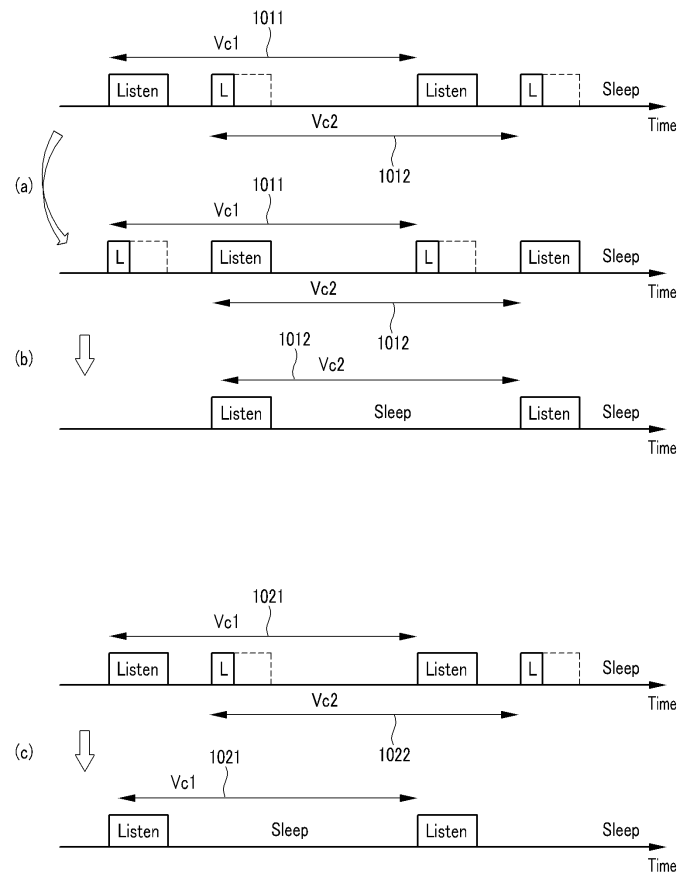 1011
Vc1
Listen L Listen L Sleep
Time
Vc2
1012
(a)
1011
Vc1
L Listen L Listen Sleep
Time
Vc2
1012
(b)
1012
Vc2
Listen Sleep Listen Sleep
Time
1021
Vc1
Listen L Listen L Sleep
Time
Vc2
1022
(c)
1021
Vc1
Listen Sleep Listen Sleep
Time